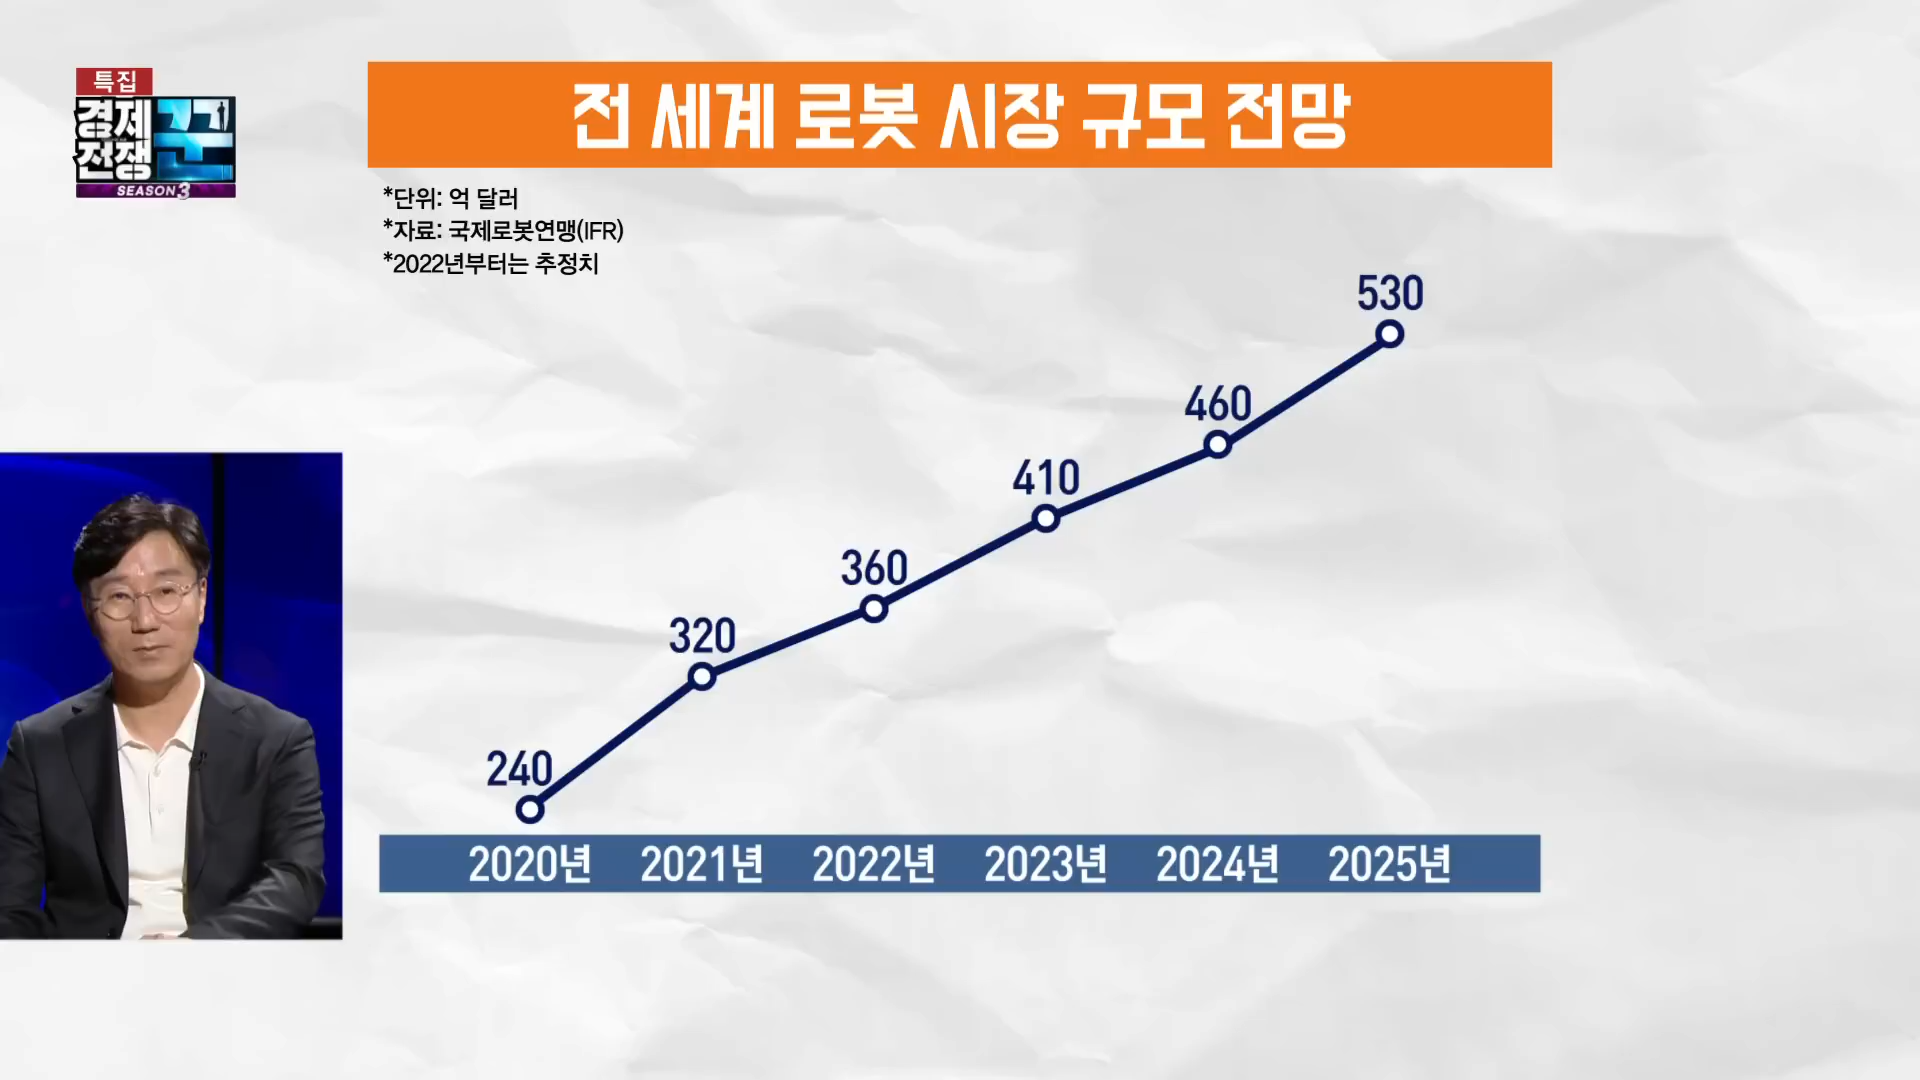 특집
경제
전쟁
꾼
SEASON3
전 세계 로봇 시장 규모 전망
*단위: 억 달러
*자료: 국제로봇연맹(IFR)
*2022년부터는 추정치
530
460
410
360
320
240
2020년 2021년 2022년 2023년 2024년 2025년